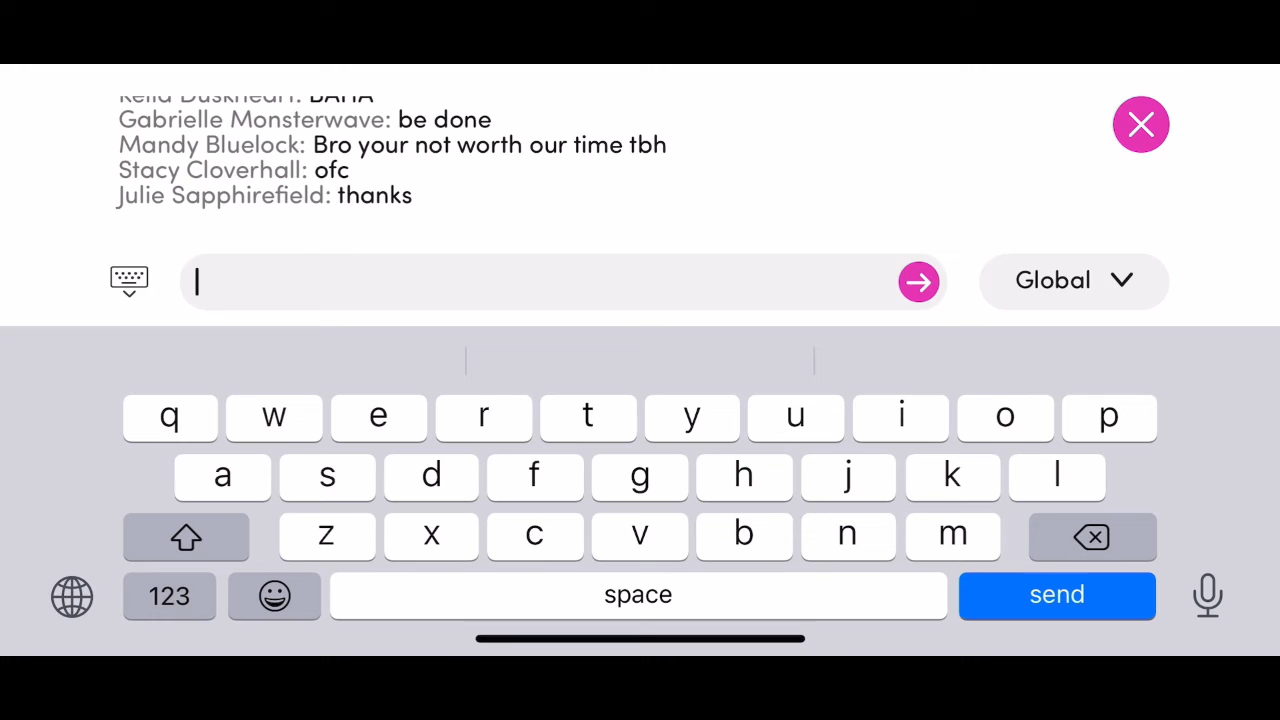 BAHA
Gabrielle Monsterwave: be done
Mandy Bluelock: Bro your not worth our time tbh
Stacy Cloverhall: ofc
Julie Sapphirefield: thanks
Global
q w e r t y u i o p
a s d f g h j k l
z x c v b n m
123 space send